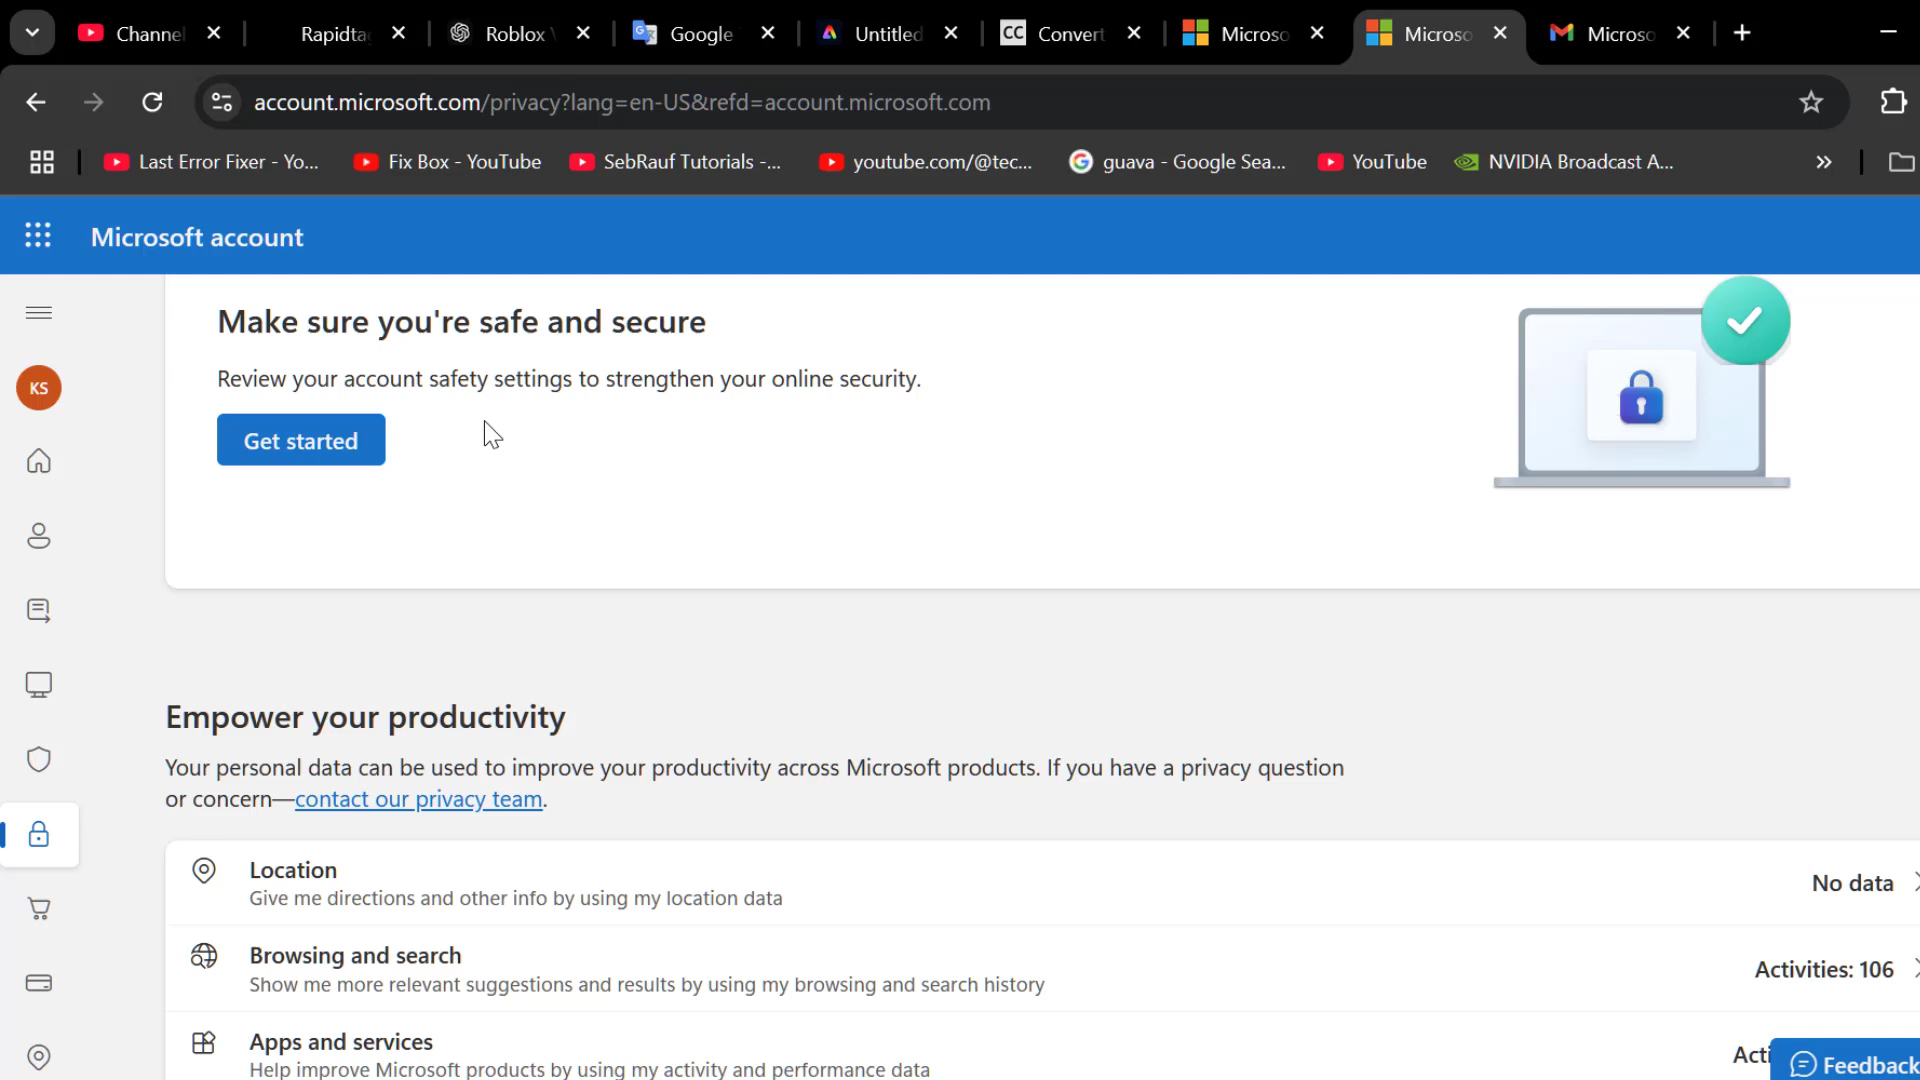 Channel
Rapidta
Roblox
Google
Untitled
CC
Convert
Microso
Microso
Microso
account.microsoft.com/privacy?lang=en-US&refd=account.microsoft.com
Last Error Fixer - Yo...
Fix Box - YouTube
SebRauf Tutorials -...
youtube.com/@tec...
guava - Google Sea...
YouTube
NVIDIA Broadcast A...
Microsoft account
Make sure you're safe and secure
Review your account safety settings to strengthen your online security.
Get started
KS
Empower your productivity
Your personal data can be used to improve your productivity across Microsoft products. If you have a privacy question
or concern—contact our privacy team.
Location
Give me directions and other info by using my location data
No data
Browsing and search
Show me more relevant suggestions and results by using my browsing and search history
Activities: 106
Apps and services
Help improve Microsoft products by using my activity and performance data
Acti
Feedback